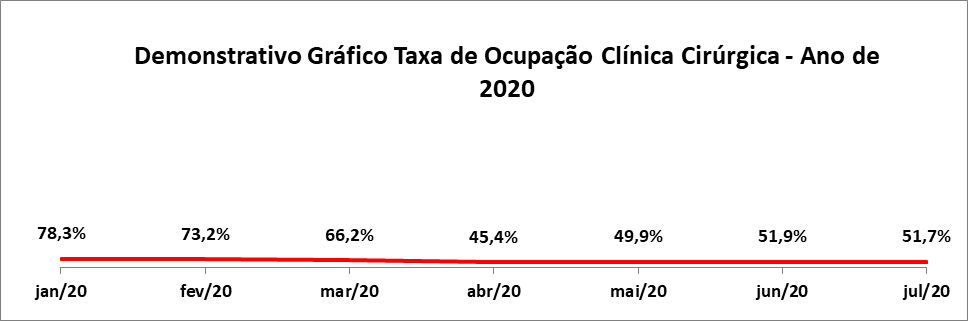 Demonstrativo Gráfico Taxa de Ocupação Clínica Cirúrgica - Ano de
2020
78,3% 73,2% 66,2% 45,4% 49,9% 51,9% 51,7%
jan/20 fev/20 mar/20 abr/20 mai/20 jun/20 jul/20